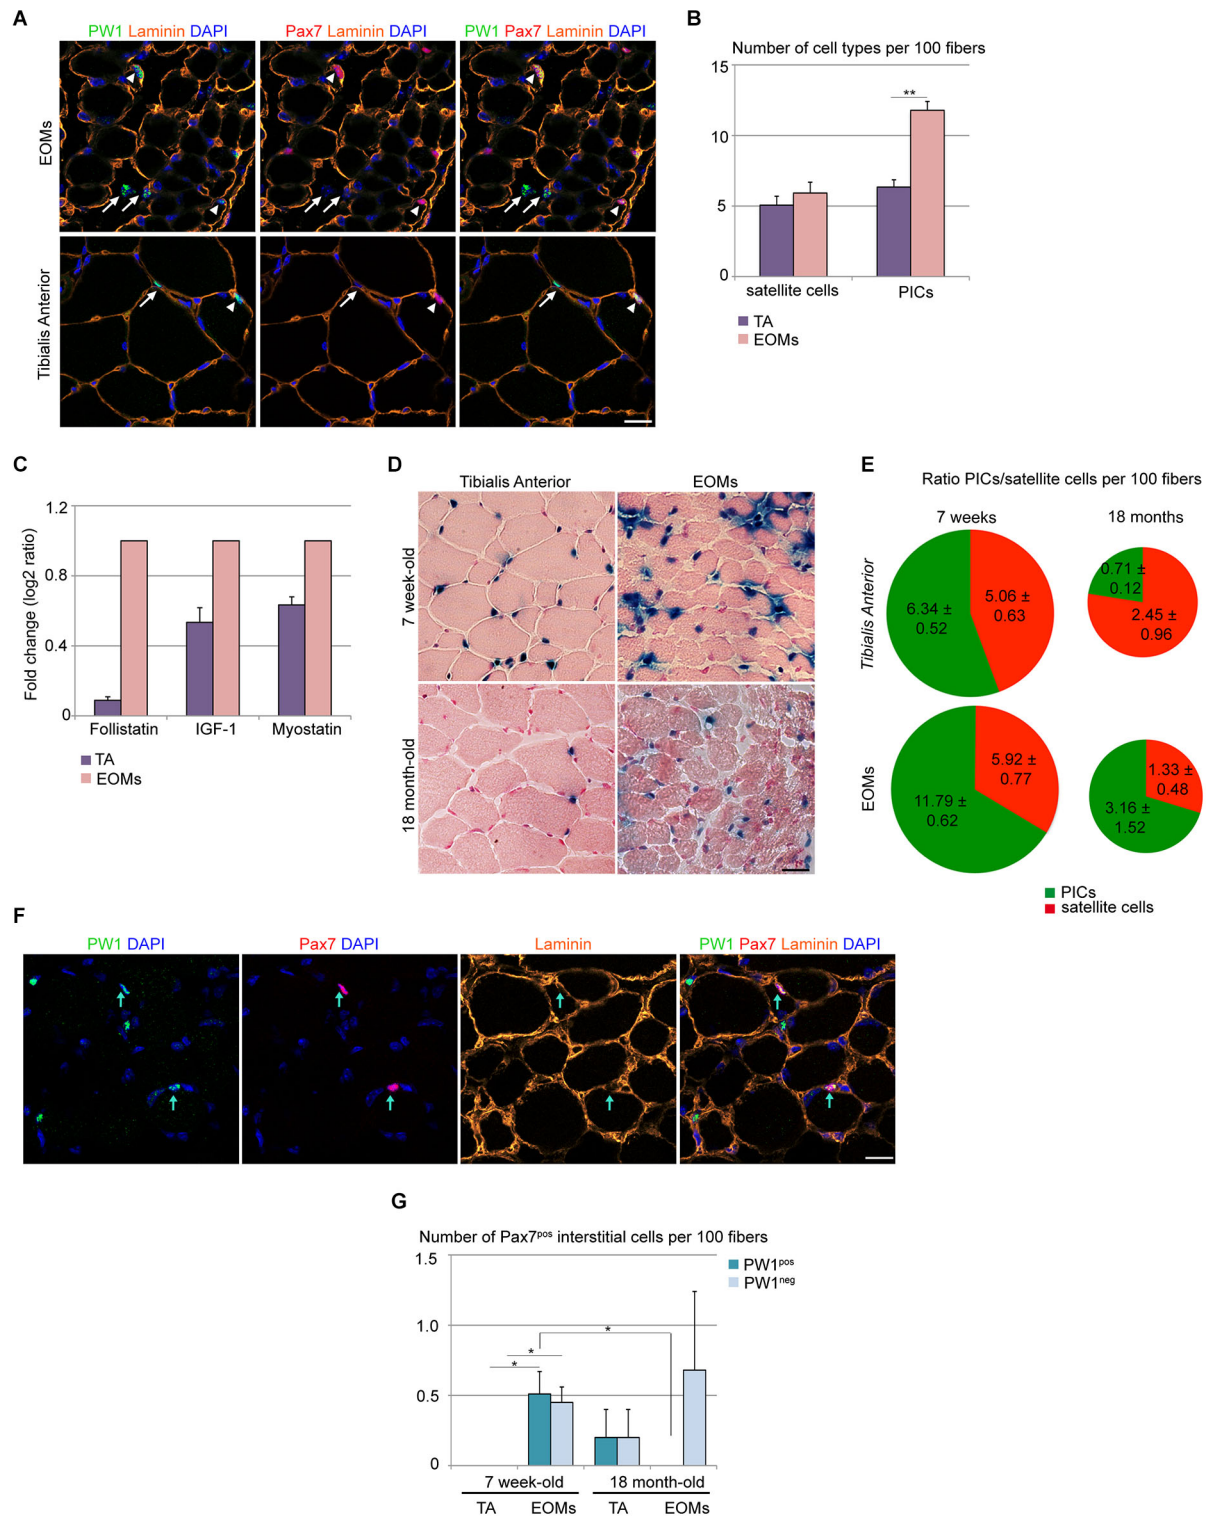 A
PW1 Laminin DAPI
Pax7 Laminin DAPI
PW1 Pax7 Laminin DAPI
EOMs
Tibialis Anterior
B
Number of cell types per 100 fibers
15
**
10
5
0
satellite cells
PICs
TA
EOMs
C
1.2
0.8
0.4
0
Fold change (log2 ratio)
Follistatin
IGF-1
Myostatin
TA
EOMs
D
Tibialis Anterior
EOMs
7 week-old
18 month-old
E
Ratio PICs/satellite cells per 100 fibers
7 weeks
18 months
Tibialis Anterior
6.34 ±
0.52
5.06 ±
0.63
0.71 ±
0.12
2.45 ±
0.96
EOMs
11.79 ±
0.62
5.92 ±
0.77
3.16 ±
1.52
1.33 ±
0.48
PICs
satellite cells
F
PW1 DAPI
Pax7 DAPI
Laminin
PW1 Pax7 Laminin DAPI
G
Number of Pax7pos interstitial cells per 100 fibers
1.5
PW1pos
PW1neg
1.0
*
*
*
0.5
0
7 week-old
18 month-old
TA
EOMs
TA
EOMs